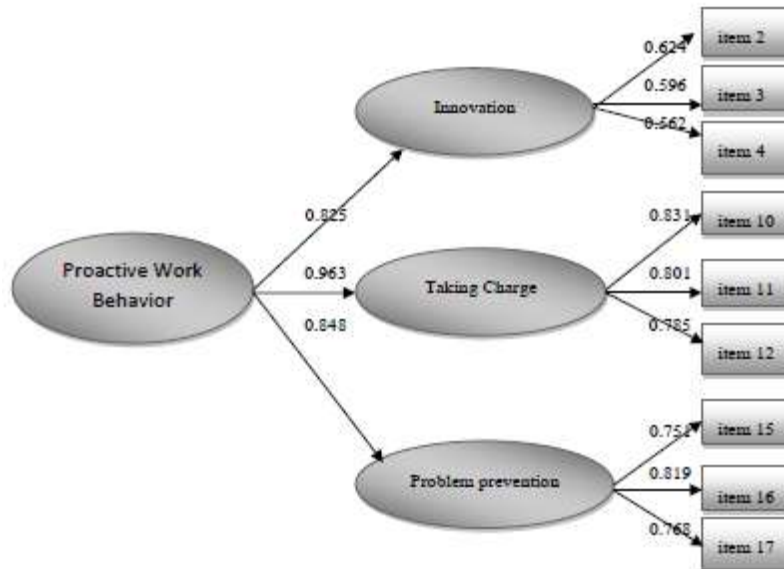 0.624
item 2
0.596
item 3
Innovation
0.562
item 4
0.825
0.831
item 10
Proactive Work
Behavior
0.963
Taking Charge
0.801
item 11
0.848
0.785
item 12
0.751
item 15
Problem prevention
0.819
item 16
0.768
item 17